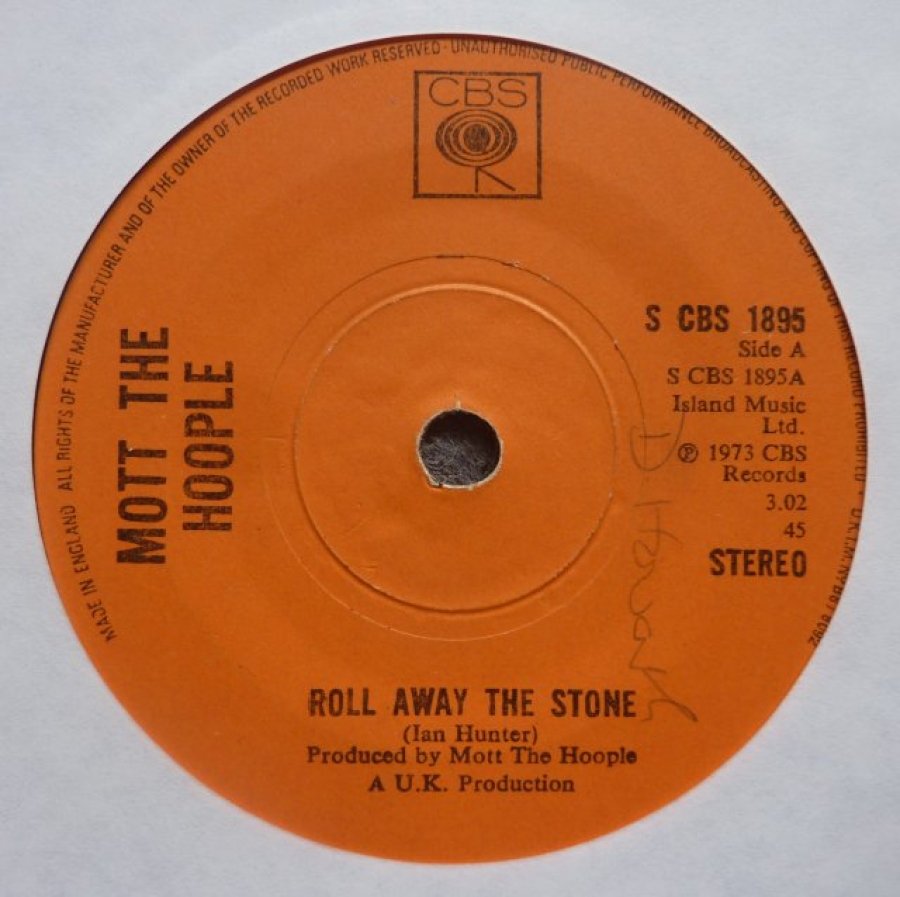 MADE IN ENGLAND ALL RIGHTS OF THE MANUFACTURER AND OF THE OWNER OF THE RECORDED WORK RESERVED · UNAUTHORISED PUBLIC PERFORMANCE BROADCASTING AND COPYING OF THIS RECORD PROHIBITED
CBS
MOTT THE
HOOPLE
S CBS 1895
Side A
S CBS 1895A
Island Music
Ltd.
℗ 1973 CBS
Records
3.02
45
STEREO
ROLL AWAY THE STONE
(Ian Hunter)
Produced by Mott The Hoople
A U.K. Production